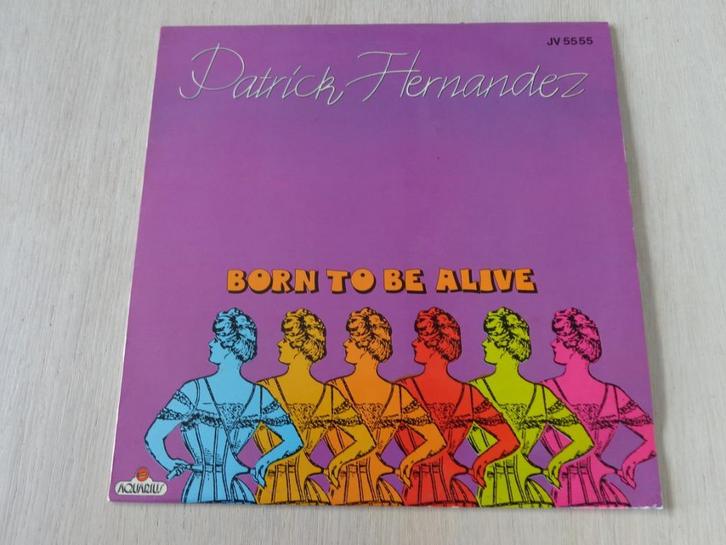 JV 5555
Patrick Hernandez
BORN TO BE ALIVE
AQUARIUS